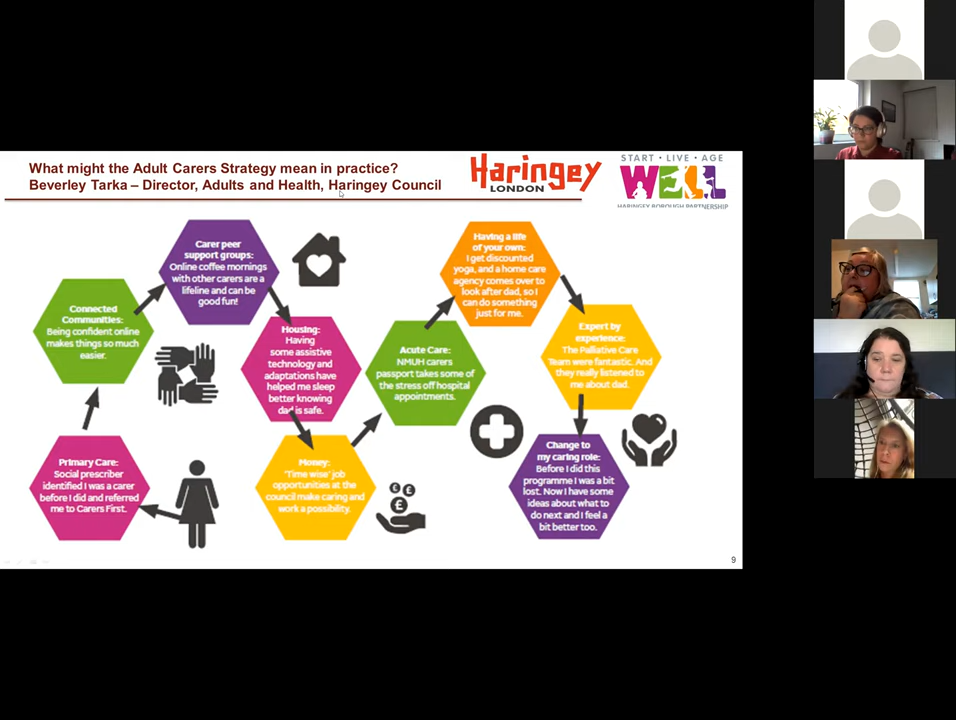 What might the Adult Carers Strategy mean in practice?
Beverley Tarka – Director, Adults and Health, Haringey Council
Haringey
LONDON
START • LIVE • AGE
WELL
HARINGEY BOROUGH PARTNERSHIP
Primary Care:
Social prescriber
identified I was a carer
before I did and referred
me to Carers First.
Connected
Communities:
Being confident online
makes things so much
easier.
Carer peer
support groups:
Online coffee mornings
with other carers are a
lifeline and can be
good fun!
Housing:
Having
some assistive
technology and
adaptations have
helped me sleep
better knowing
dad is safe.
Money:
'Time wise' job
opportunities at the
council make caring and
work a possibility.
£€
£
Acute Care:
NMUH carers
passport takes some of
the stress off hospital
appointments.
Having a life
of your own:
I get discounted
yoga, and a home care
agency comes over to
look after dad, so I
can do something
just for me.
Expert by
experience:
The Palliative Care
Team were fantastic. And
they really listened to
me about dad.
Change to
my caring role:
Before I did this
programme I was a bit
lost. Now I have some
ideas about what to
do next and I feel a
bit better too.
9